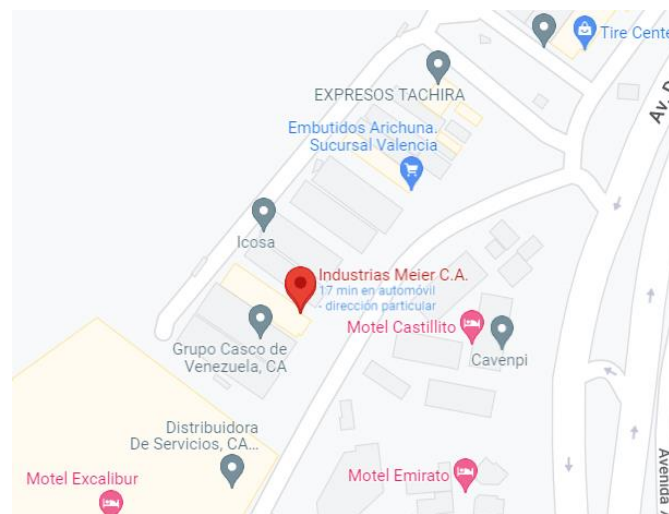 Tire Cente
EXPRESOS TACHIRA
Av. D
Embutidos Arichuna.
Sucursal Valencia
Icosa
Industrias Meier C.A.
17 min en automóvil
- dirección particular
Motel Castillito
Grupo Casco de
Venezuela, CA
Cavenpi
Distribuidora
De Servicios, CA...
Motel Excalibur
Motel Emirato
Avenida